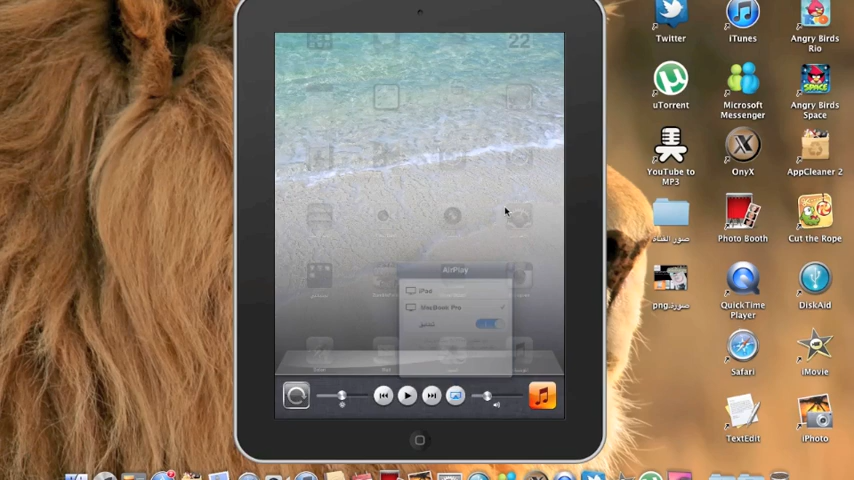 22
AirPlay
iPad
MacBook Pro
Twitter
iTunes
Angry Birds
Rio
uTorrent
Microsoft
Messenger
Angry Birds
Space
YouTube to
MP3
OnyX
AppCleaner 2
صور القناة
Photo Booth
Cut the Rope
صورة.png
QuickTime
Player
DiskAid
Safari
iMovie
TextEdit
iPhoto